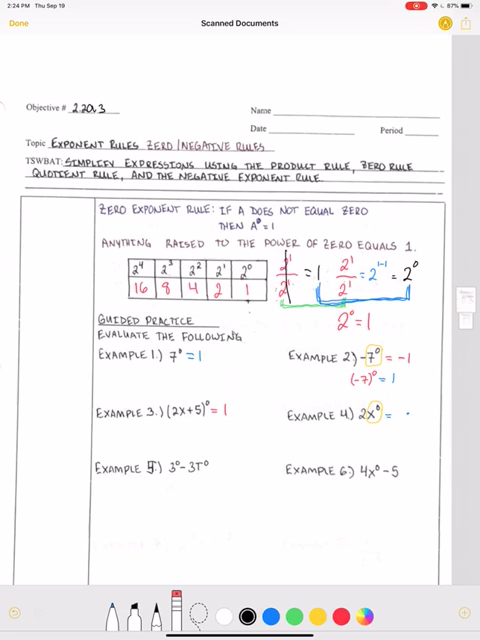 2:24 PM Thu Sep 19
87%
Done
Scanned Documents
Objective # 2.2a,3
Name
Date
Period
Topic EXPONENT RULES ZERO/NEGATIVE RULES
TSWBAT: SIMPLIFY EXPRESSIONS USING THE PRODUCT RULE, ZERO RULE
QUOTIENT RULE, AND THE NEGATIVE EXPONENT RULE.
ZERO EXPONENT RULE: IF A DOES NOT EQUAL ZERO
THEN A⁰=1
ANYTHING RAISED TO THE POWER OF ZERO EQUALS 1.
2⁴ 2³ 2² 2¹ 2⁰
16 8 4 2 1
2¹/2¹ = 1 2¹/2¹ = 2¹⁻¹ = 2⁰
2⁰ = 1
GUIDED PRACTICE
EVALUATE THE FOLLOWING
EXAMPLE 1.) 7⁰ = 1
EXAMPLE 2.) -7⁰ = -1
(-7)⁰ = 1
EXAMPLE 3.) (2x+5)⁰ = 1
EXAMPLE 4.) 2x⁰ =
EXAMPLE 5.) 3⁰ - 3T⁰
EXAMPLE 6.) 4x⁰ - 5